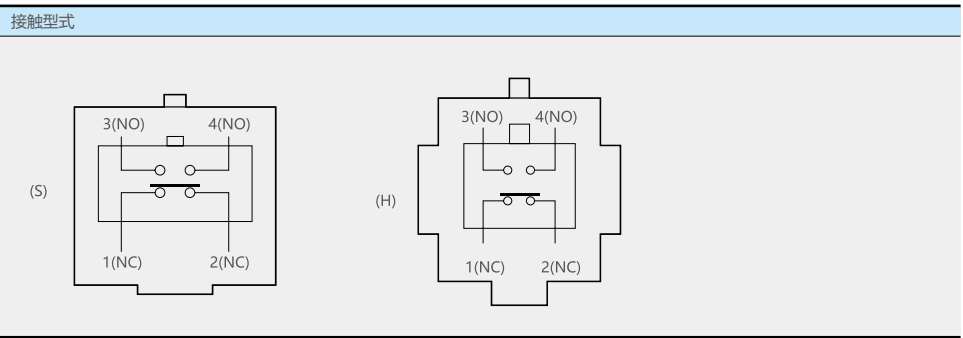 接触型式
3(NO) 4(NO)
(S)
1(NC) 2(NC)
3(NO) 4(NO)
(H)
1(NC) 2(NC)